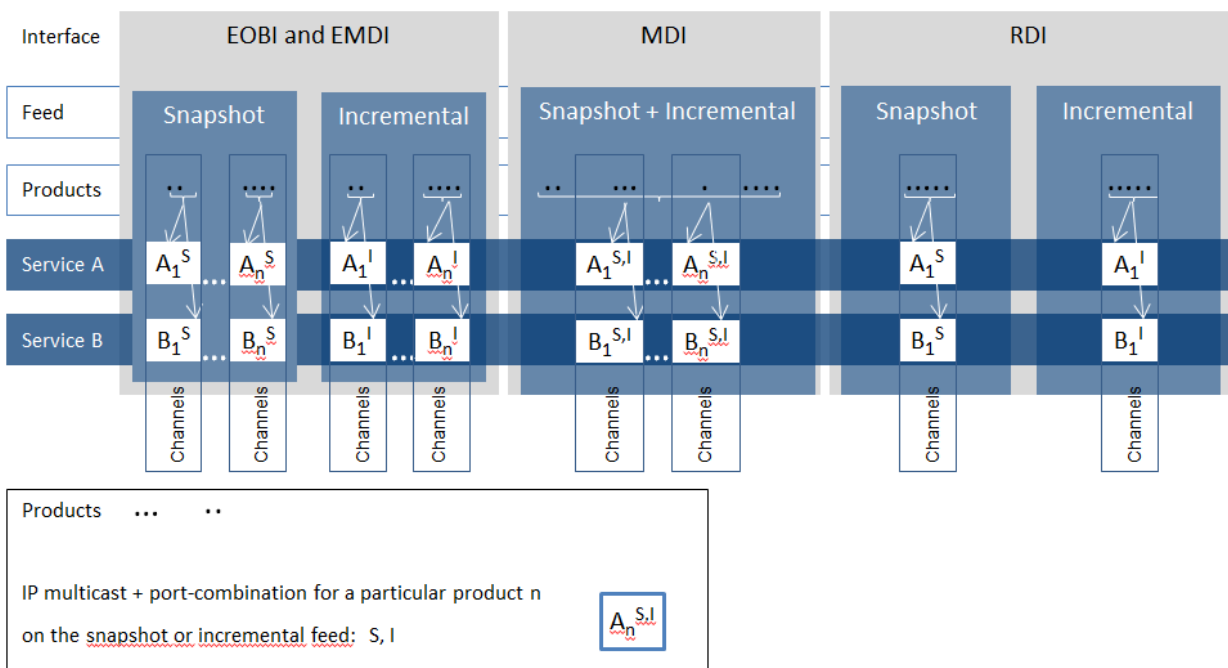 Interface EOBI and EMDI MDI RDI
Feed Snapshot Incremental Snapshot + Incremental Snapshot Incremental
Products .. .... .. .... .. ... . .... ..... .....
Service A A₁ˢ ... Aₙˢ A₁ᴵ ... Aₙᴵ A₁ˢ,ᴵ ... Aₙˢ,ᴵ A₁ˢ A₁ᴵ
Service B B₁ˢ ... Bₙˢ B₁ᴵ ... Bₙᴵ B₁ˢ,ᴵ ... Bₙˢ,ᴵ B₁ˢ B₁ᴵ
Channels Channels Channels Channels Channels Channels Channels Channels
Products ... ..
IP multicast + port-combination for a particular product n
on the snapshot or incremental feed: S, I Aₙˢ,ᴵ